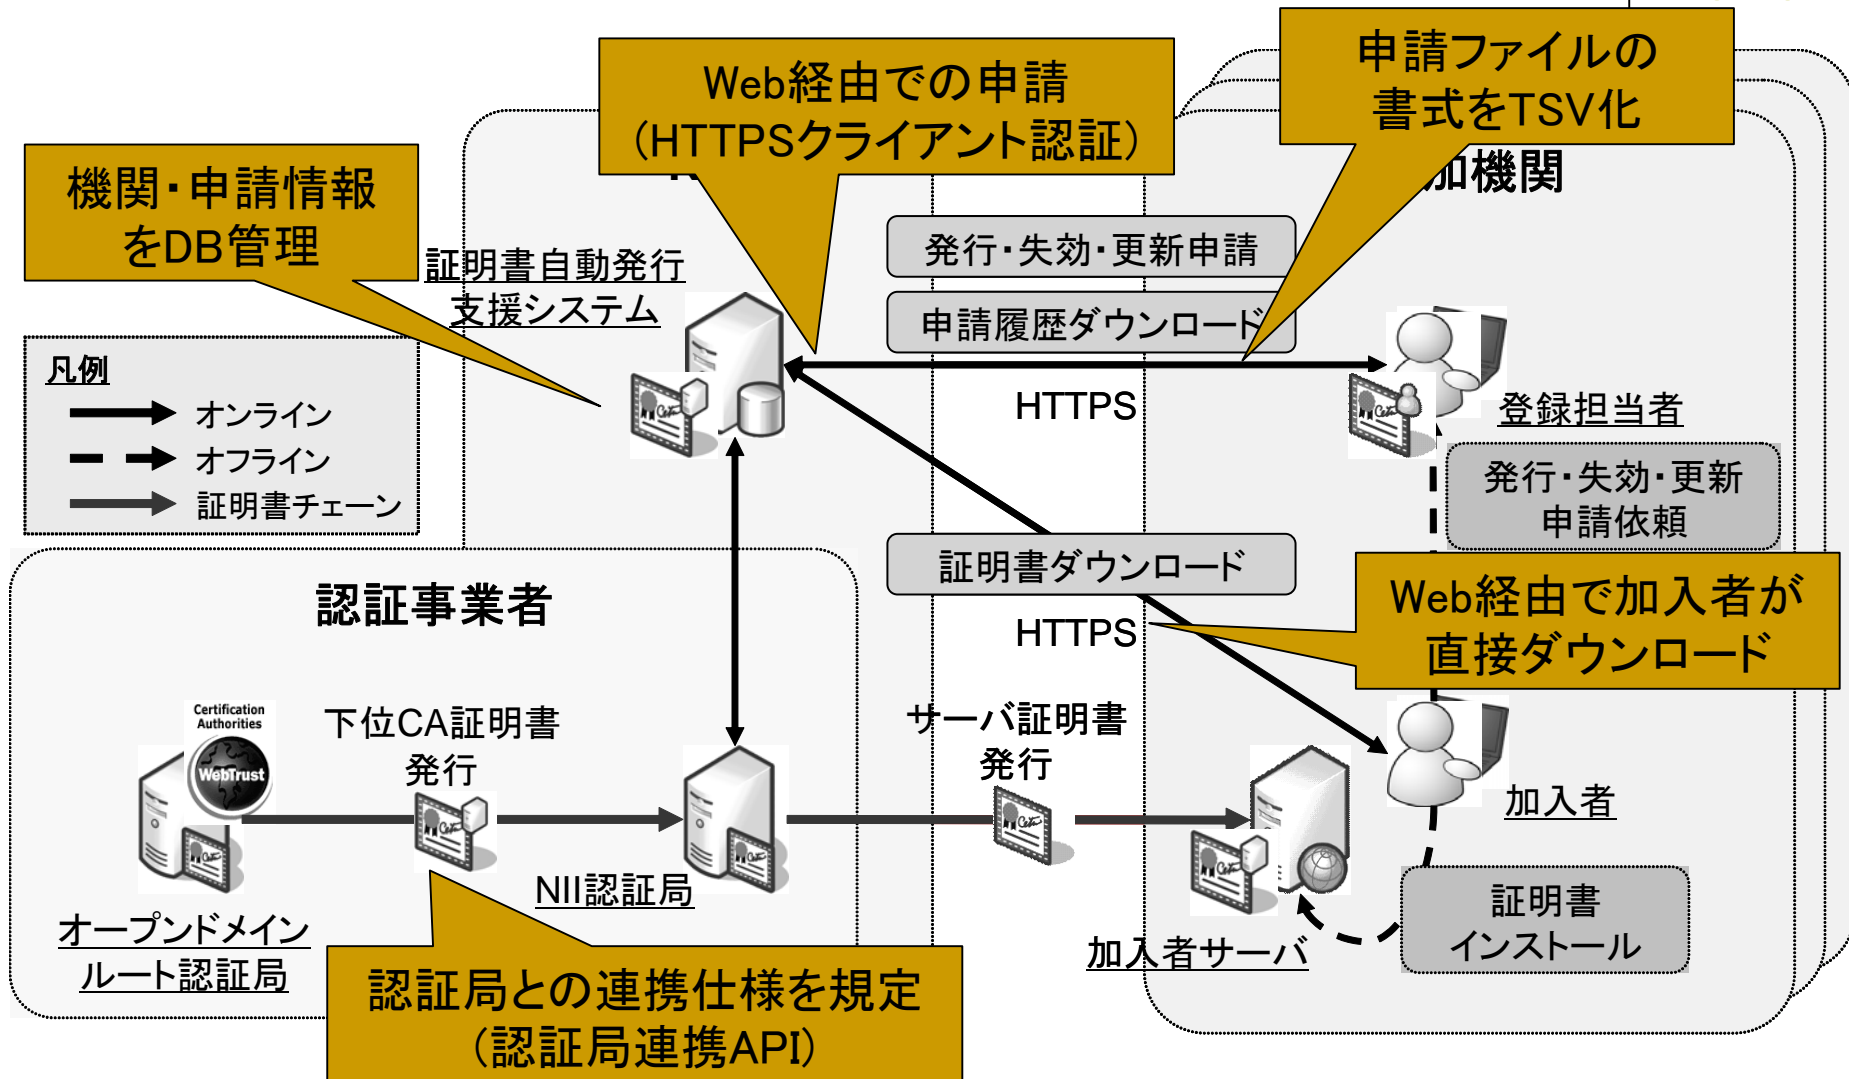 Web経由での申請
(HTTPSクライアント認証)
申請ファイルの
書式をTSV化
機関・申請情報
をDB管理
加機関
証明書自動発行
支援システム
発行・失効・更新申請
申請履歴ダウンロード
HTTPS
登録担当者
凡例
オンライン
オフライン
証明書チェーン
発行・失効・更新
申請依頼
証明書ダウンロード
HTTPS
Web経由で加入者が
直接ダウンロード
認証事業者
Certification
Authorities
WebTrust
下位CA証明書
発行
サーバ証明書
発行
加入者
NII認証局
オープンドメイン
ルート認証局
加入者サーバ
証明書
インストール
認証局との連携仕様を規定
(認証局連携API)